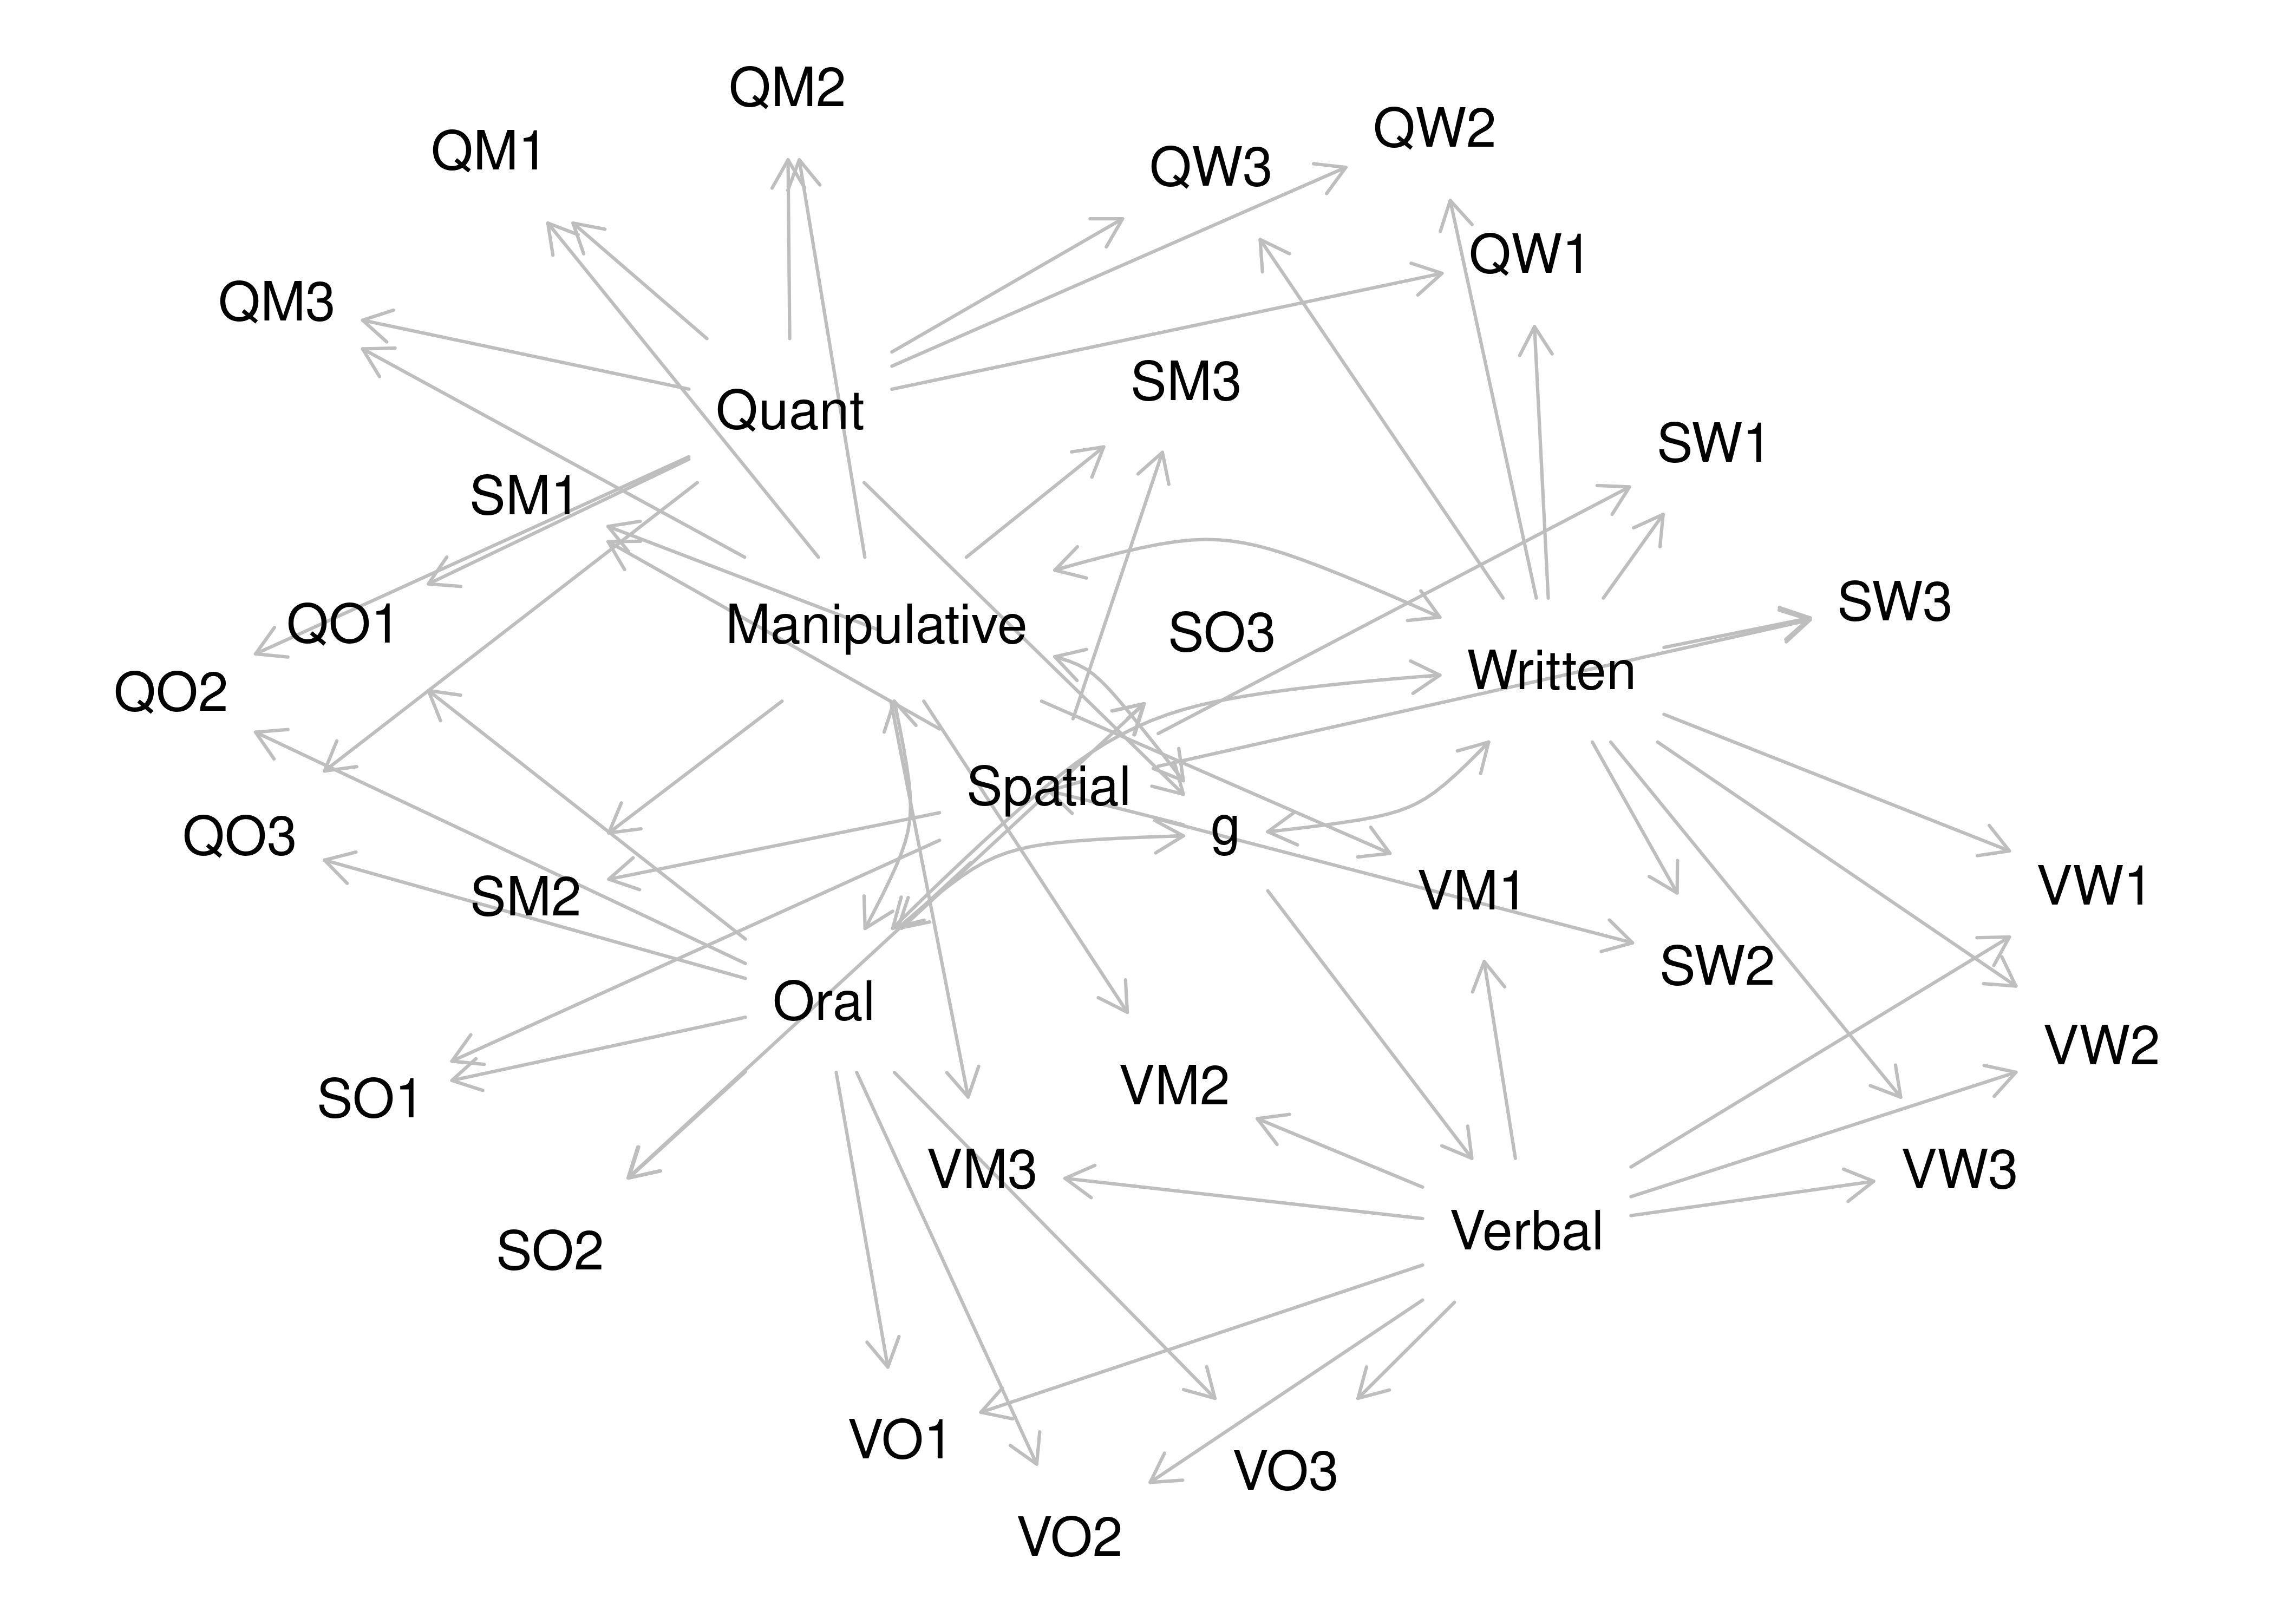 QM2
QW2
QM1
QW3
QW1
QM3
SM3
Quant
SW1
SM1
SW3
QO1
Manipulative
SO3
Written
QO2
Spatial
g
QO3
VM1
VW1
SM2
SW2
Oral
VW2
VM2
SO1
VM3
VW3
Verbal
SO2
VO1
VO3
VO2